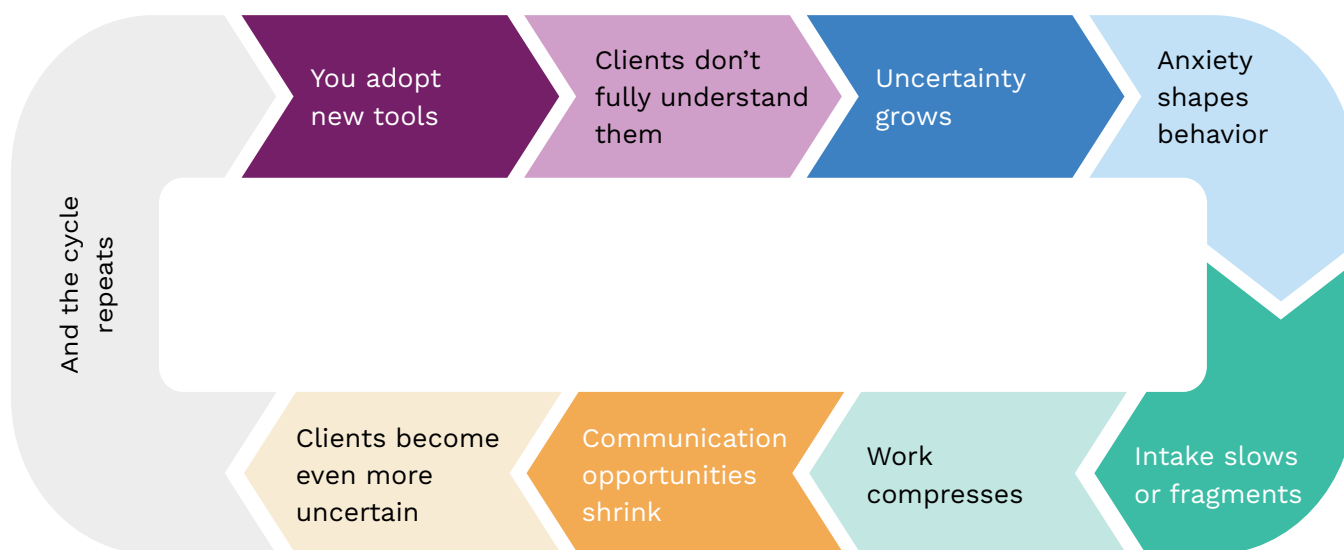 You adopt
new tools
Clients don’t
fully understand
them
Uncertainty
grows
Anxiety
shapes
behavior
Intake slows
or fragments
Work
compresses
Communication
opportunities
shrink
Clients become
even more
uncertain
And the cycle
repeats